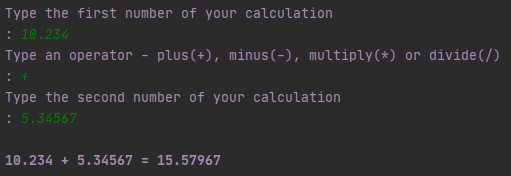 Type the first number of your calculation
: 10.234
Type an operator - plus(+), minus(-), multiply(*) or divide(/)
: +
Type the second number of your calculation
: 5.34567
10.234 + 5.34567 = 15.57967